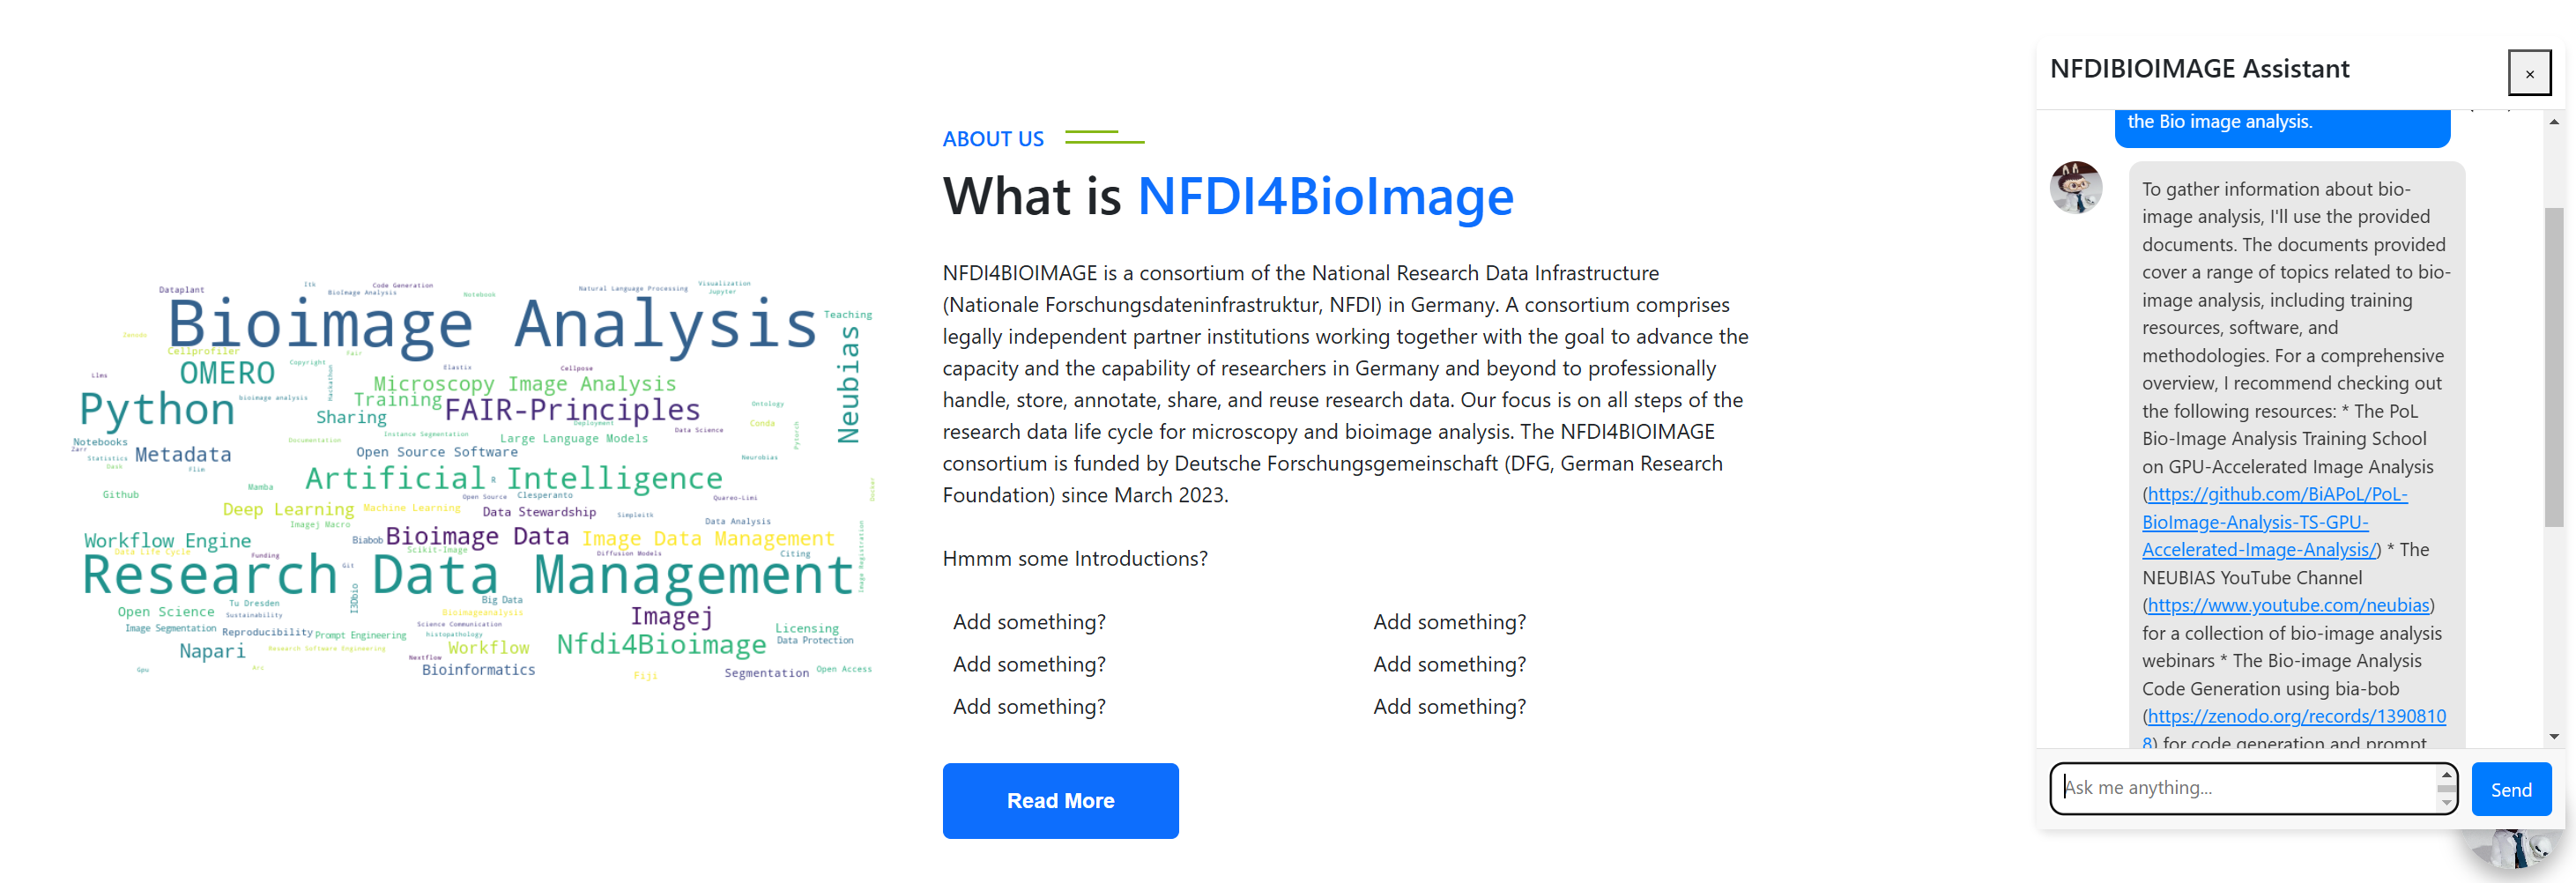 Dataplant
Itk
Code Generation
BioImage Analysis
Notebook
Natural Language Processing
Visualization
Jupyter
Bioimage Analysis
Teaching
Zenodo
Cellprofiler
Copyright
Fair
Neubias
OMERO
Elastix
Cellpose
Llms
Hackathon
Microscopy Image Analysis
Python
bioimage analysis
Training
FAIR-Principles
Sharing
Ontology
Deployment
Conda
Data Science
Pytorch
Notebooks
Zarr
Documentation
Instance Segmentation
Large Language Models
Statistics
Dask
Metadata
Open Source Software
Neurobias
Flim
Artificial Intelligence
R
Github
Mamba
Open Source
Clesperanto
Quareo-Limi
Docker
Deep Learning
Machine Learning
Data Stewardship
Simpleitk
Imagej Macro
Data Analysis
Workflow Engine
Biabob
Bioimage Data
Image Data Management
Data Life Cycle
Funding
Scikit-Image
Diffusion Models
Citing
Image Registration
Research Data Management
Git
I3Dbio
Open Science
Tu Dresden
Big Data
Sustainability
Bioimageanalysis
Imagej
Image Segmentation
Reproducibility
Prompt Engineering
Science Communication
histopathology
Licensing
Data Protection
Napari
Research Software Engineering
Workflow
Nfdi4Bioimage
Nextflow
Gpu
Arc
Bioinformatics
Fiji
Segmentation
Open Access
ABOUT US
What is NFDI4BioImage
NFDI4BIOIMAGE is a consortium of the National Research Data Infrastructure
(Nationale Forschungsdateninfrastruktur, NFDI) in Germany. A consortium comprises
legally independent partner institutions working together with the goal to advance the
capacity and the capability of researchers in Germany and beyond to professionally
handle, store, annotate, share, and reuse research data. Our focus is on all steps of the
research data life cycle for microscopy and bioimage analysis. The NFDI4BIOIMAGE
consortium is funded by Deutsche Forschungsgemeinschaft (DFG, German Research
Foundation) since March 2023.
Hmmm some Introductions?
Add something?
Add something?
Add something?
Add something?
Add something?
Add something?
Read More
NFDIBIOIMAGE Assistant
×
the Bio image analysis.
To gather information about bio-
image analysis, I'll use the provided
documents. The documents provided
cover a range of topics related to bio-
image analysis, including training
resources, software, and
methodologies. For a comprehensive
overview, I recommend checking out
the following resources: * The PoL
Bio-Image Analysis Training School
on GPU-Accelerated Image Analysis
(https://github.com/BiAPoL/PoL-
BioImage-Analysis-TS-GPU-
Accelerated-Image-Analysis/) * The
NEUBIAS YouTube Channel
(https://www.youtube.com/neubias)
for a collection of bio-image analysis
webinars * The Bio-image Analysis
Code Generation using bia-bob
(https://zenodo.org/records/1390810
8) for code generation and prompt
Ask me anything...
Send